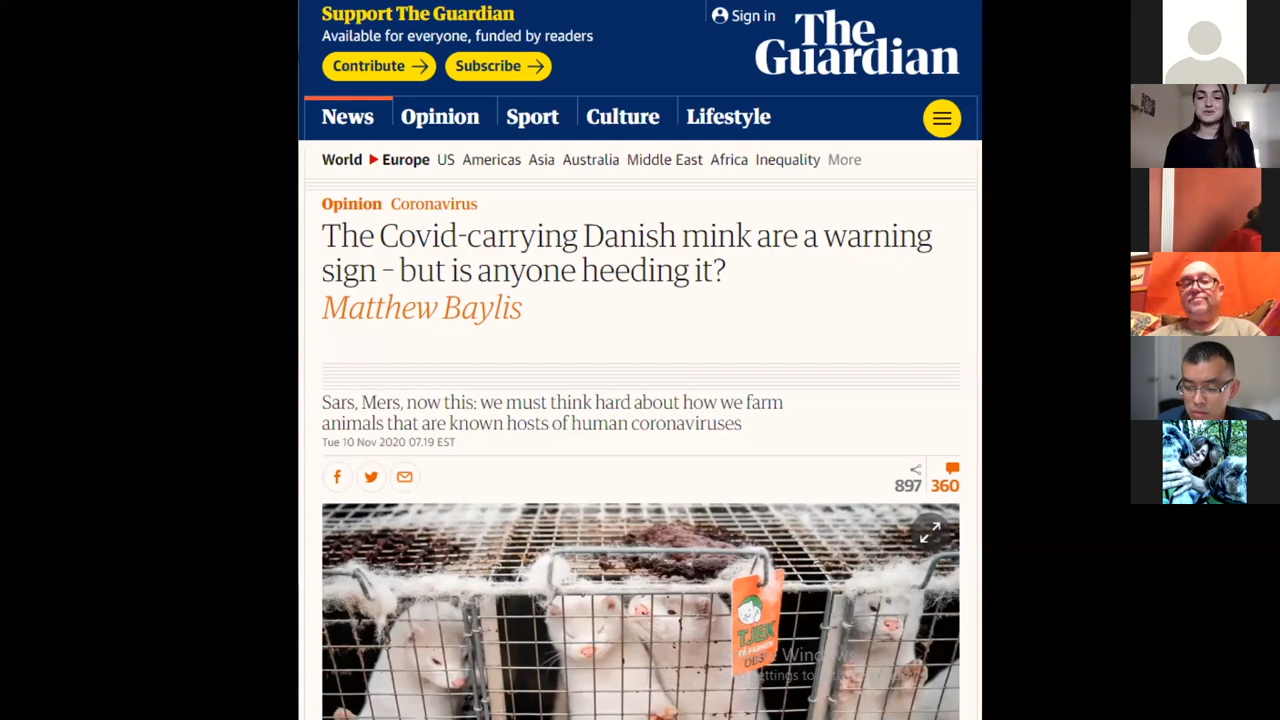 Support The Guardian
Available for everyone, funded by readers
Contribute
Subscribe
Sign in
The
Guardian
News
Opinion
Sport
Culture
Lifestyle
World
Europe
US
Americas
Asia
Australia
Middle East
Africa
Inequality
More
Opinion
Coronavirus
The Covid-carrying Danish mink are a warning
sign – but is anyone heeding it?
Matthew Baylis
Sars, Mers, now this: we must think hard about how we farm
animals that are known hosts of human coronaviruses
Tue 10 Nov 2020 07.19 EST
897
360
TJEK